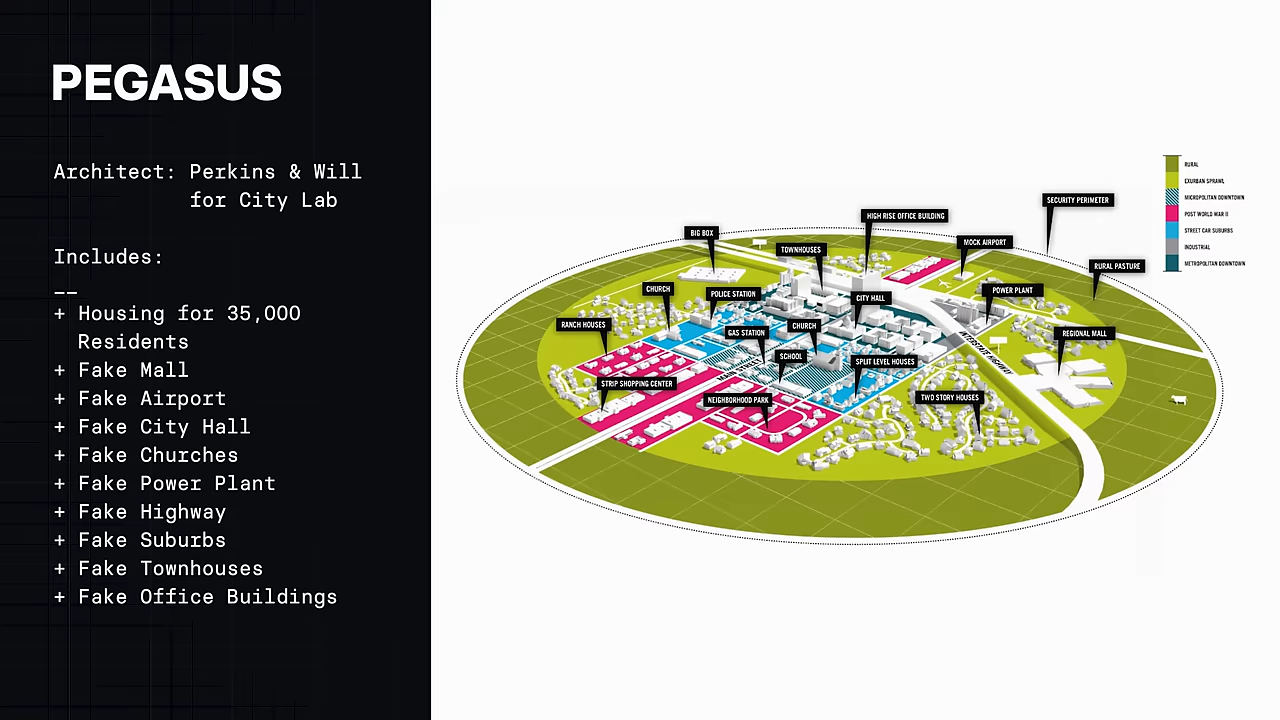 PEGASUS
Architect: Perkins & Will
for City Lab
Includes:
__
+ Housing for 35,000
Residents
+ Fake Mall
+ Fake Airport
+ Fake City Hall
+ Fake Churches
+ Fake Power Plant
+ Fake Highway
+ Fake Suburbs
+ Fake Townhouses
+ Fake Office Buildings
SECURITY PERIMETER
HIGH RISE OFFICE BUILDING
BIG BOX
MOCK AIRPORT
TOWNHOUSES
RURAL PASTURE
CHURCH
POLICE STATION
CITY HALL
POWER PLANT
RANCH HOUSES
GAS STATION
CHURCH
REGIONAL MALL
INTERSTATE HIGHWAY
SCHOOL
SPLIT LEVEL HOUSES
STRIP SHOPPING CENTER
NEIGHBORHOOD PARK
TWO STORY HOUSES
RURAL
EXURBAN SPRAWL
MICROPOLITAN DOWNTOWN
POST WORLD WAR II
STREET CAR SUBURBS
INDUSTRIAL
METROPOLITAN DOWNTOWN